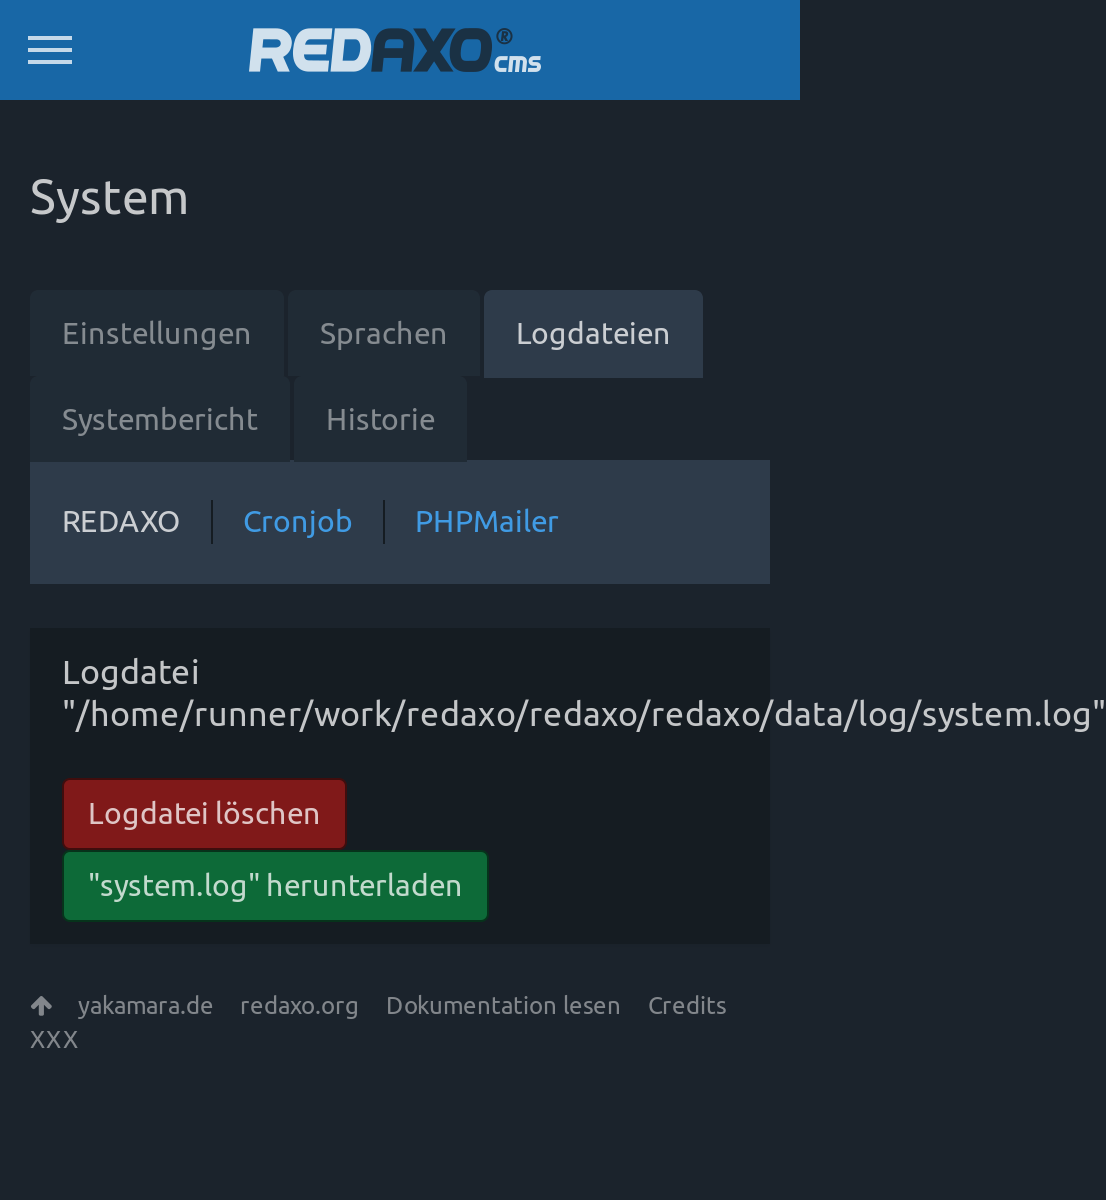 REDAXO®
cms
System
Einstellungen Sprachen Logdateien
Systembericht Historie
REDAXO Cronjob PHPMailer
Logdatei
"/home/runner/work/redaxo/redaxo/redaxo/data/log/system.log"
Logdatei löschen
"system.log" herunterladen
yakamara.de redaxo.org Dokumentation lesen Credits
XXX